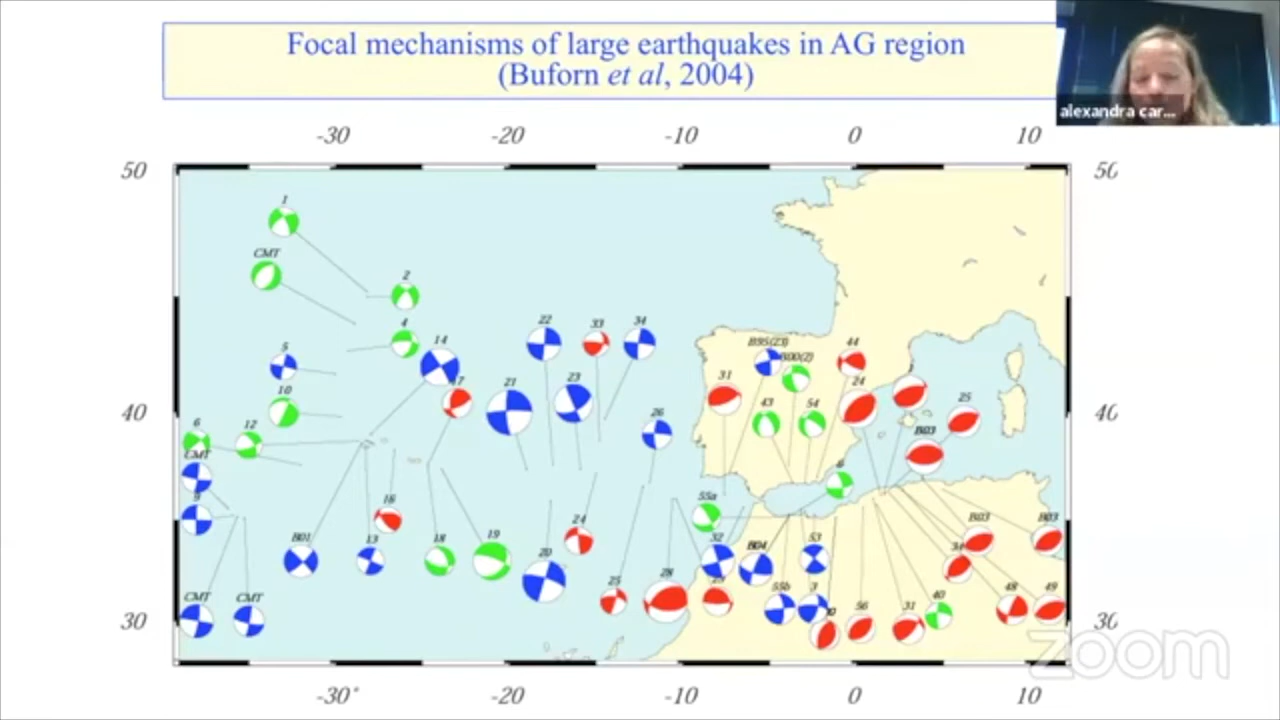 Focal mechanisms of large earthquakes in AG region
(Buforn et al, 2004)
alexandra car...
-30 -20 -10 0 10
50 50
1
CMT
2
4
22 33 34
14
5
B95(23)
B00(2)
44
17
21
23
31
24
1
10
25
40 40
6
12
26
43
54
B03
CMT
6
9
55a
16
B03 B03
24
B01 13 18 19
20
32 B04 53
34
25 28
CMT CMT
55b 3
56 31 40 48 49
30 30
zoom
-30° -20 -10 0 10